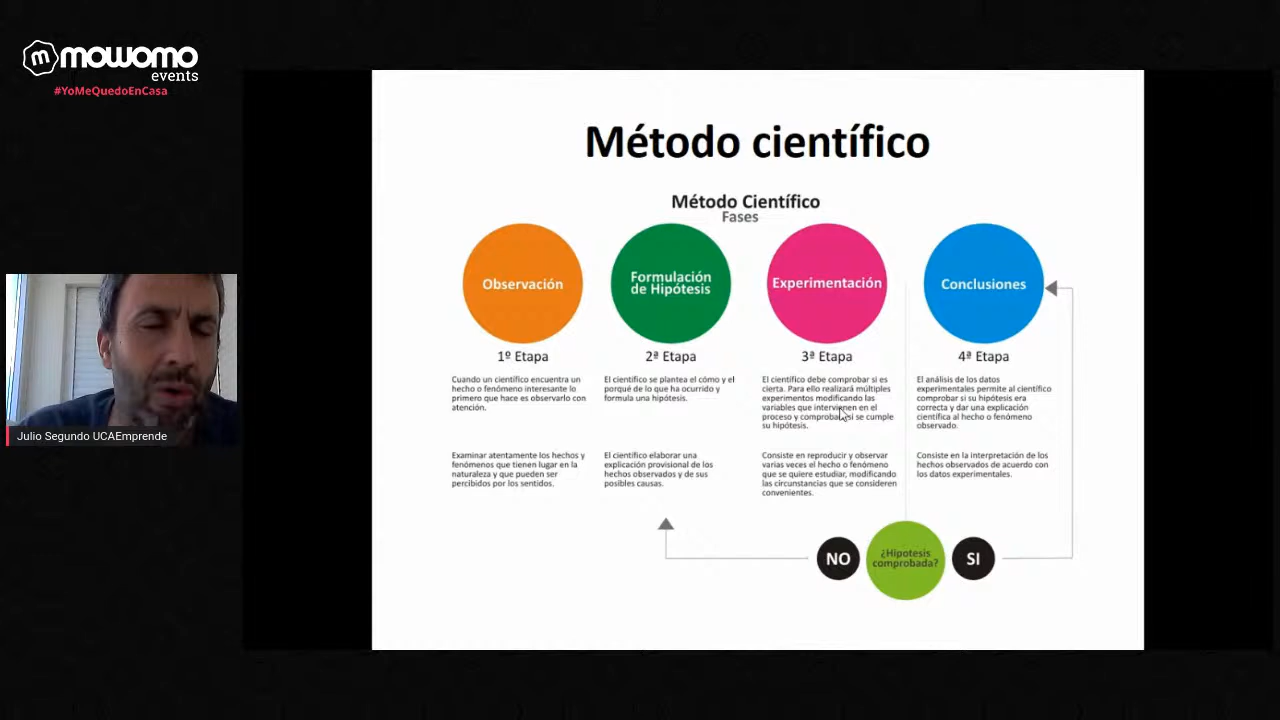 mowomo
events
#YoMeQuedoEnCasa
Julio Segundo UCAEmprende
Método científico
Método Científico
Fases
Observación
1º Etapa
Cuando un científico encuentra un
hecho o fenómeno interesante lo
primero que hace es observarlo con
atención.
Examinar atentamente los hechos y
fenómenos que tienen lugar en la
naturaleza y que pueden ser
percibidos por los sentidos.
Formulación
de Hipótesis
2ª Etapa
El científico se plantea el cómo y el
porqué de lo que ha ocurrido y
formula una hipótesis.
El científico elaborar una
explicación provisional de los
hechos observados y de sus
posibles causas.
Experimentación
3ª Etapa
El científico debe comprobar si es
cierta. Para ello realizará múltiples
experimentos modificando las
variables que intervienen en el
proceso y comprobar si se cumple
su hipótesis.
Consiste en reproducir y observar
varias veces el hecho o fenómeno
que se quiere estudiar, modificando
las circunstancias que se consideren
convenientes.
Conclusiones
4ª Etapa
El análisis de los datos
experimentales permite al científico
comprobar si su hipótesis era
correcta y dar una explicación
científica al hecho o fenómeno
observado.
Consiste en la interpretación de los
hechos observados de acuerdo con
los datos experimentales.
NO
¿Hipotesis
comprobada?
SI